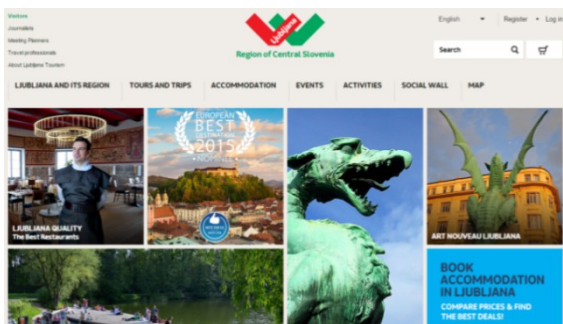 Visitors
Journalists
Meeting Planners
Travel professionals
About Ljubljana Tourism
Ljubljana
Region of Central Slovenia
English
Register • Log in
Search
LJUBLJANA AND ITS REGION
TOURS AND TRIPS
ACCOMMODATION
EVENTS
ACTIVITIES
SOCIAL WALL
MAP
LJUBLJANA QUALITY
The Best Restaurants
EUROPEAN
BEST
DESTINATION
2015
NOMINEE
ART NOUVEAU LJUBLJANA
BOOK
ACCOMMODATION
IN LJUBLJANA
COMPARE PRICES & FIND
THE BEST DEALS!